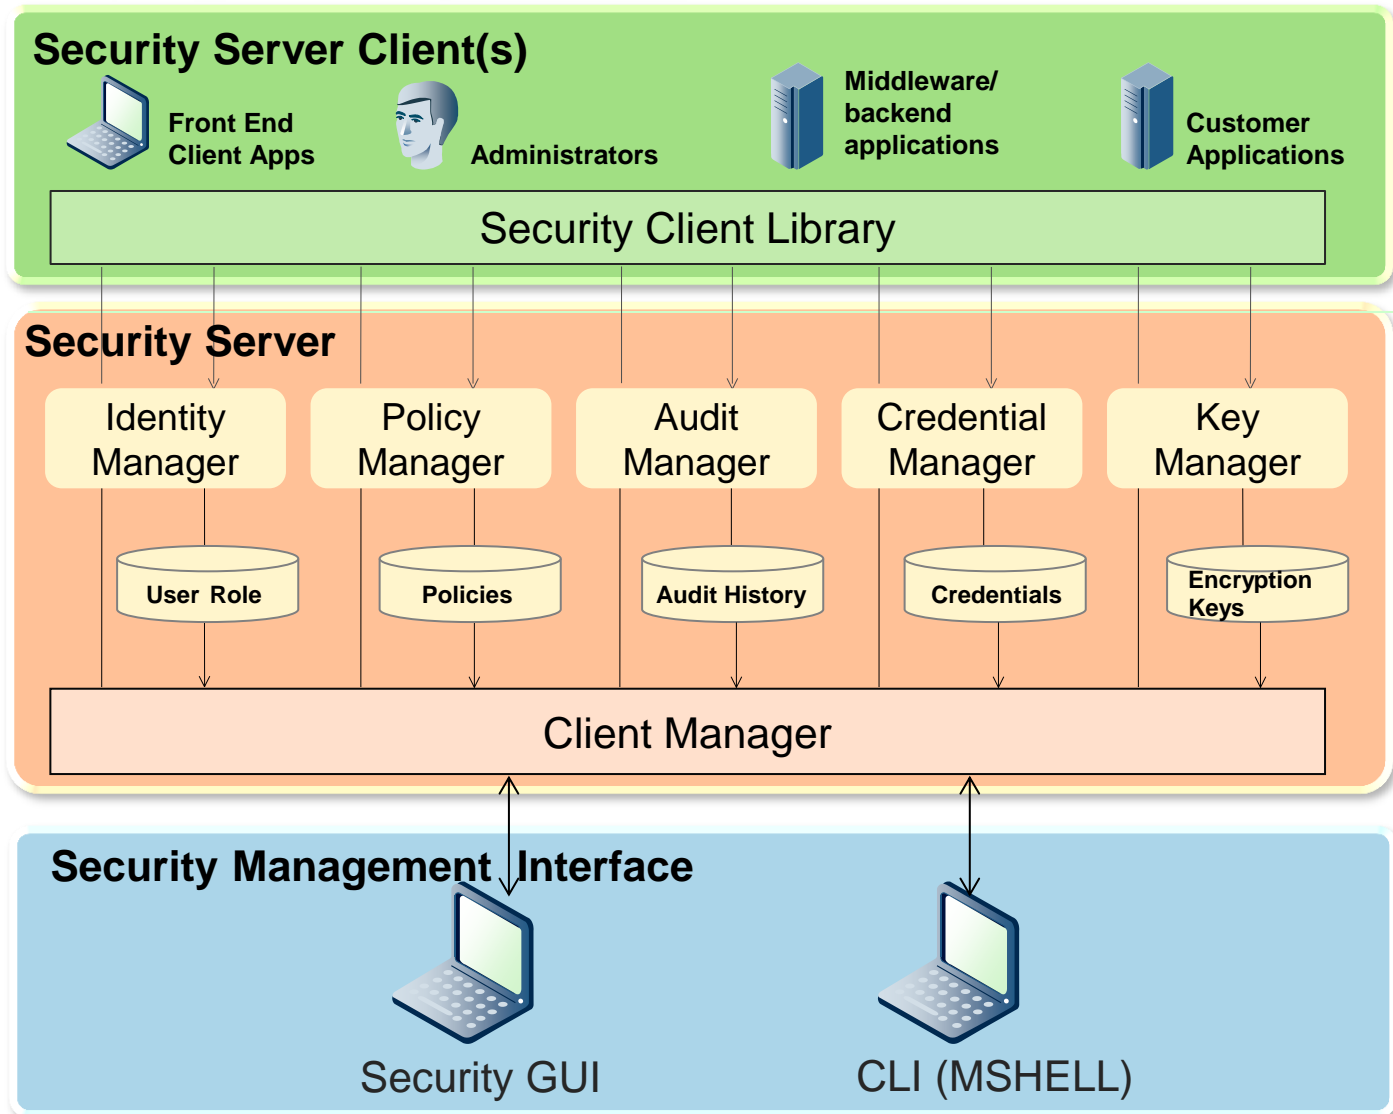 Security Server Client(s)
Front End
Client Apps
Administrators
Middleware/
backend
applications
Customer
Applications
Security Client Library
Security Server
Identity
Manager
Policy
Manager
Audit
Manager
Credential
Manager
Key
Manager
User Role
Policies
Audit History
Credentials
Encryption
Keys
Client Manager
Security Management Interface
Security GUI
CLI (MSHELL)